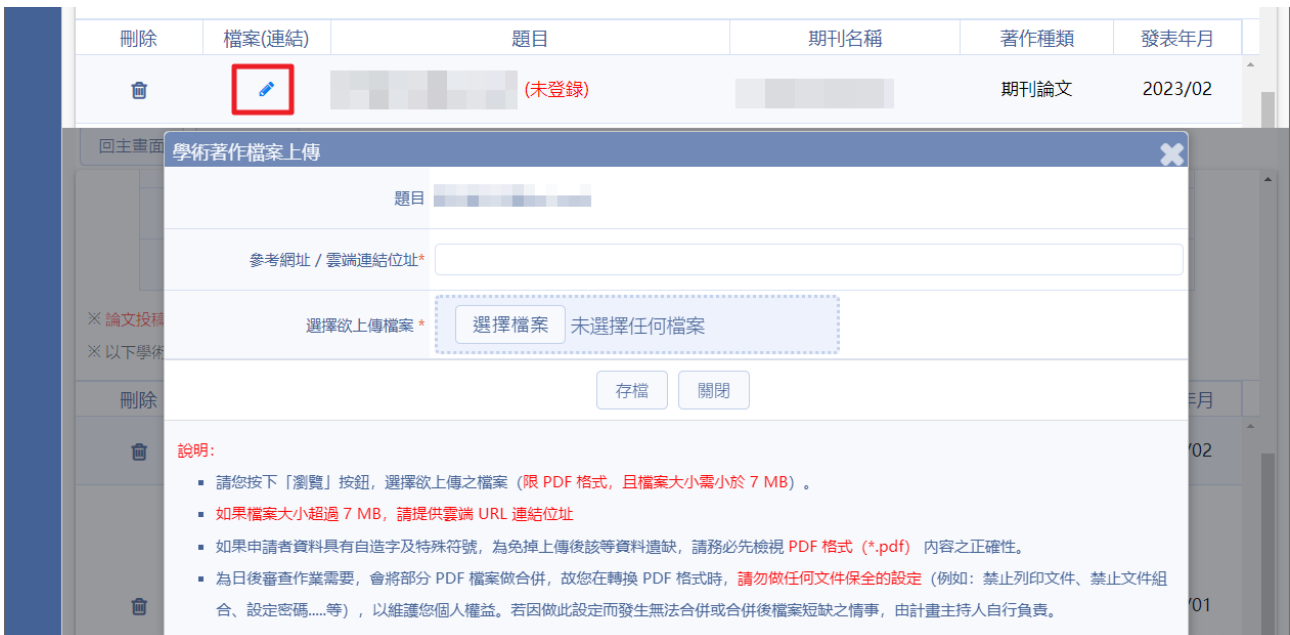 刪除 檔案(連結) 題目 期刊名稱 著作種類 發表年月
(未登錄) 期刊論文 2023/02
回主畫面
學術著作檔案上傳
題目
參考網址 / 雲端連結位址*
選擇欲上傳檔案 * 選擇檔案 未選擇任何檔案
※ 論文投稿
※ 以下學術
存檔 關閉
刪除 年月
/02
說明:
▪ 請您按下「瀏覽」按鈕，選擇欲上傳之檔案（限 PDF 格式，且檔案大小需小於 7 MB）。
▪ 如果檔案大小超過 7 MB，請提供雲端 URL 連結位址
▪ 如果申請者資料具有自造字及特殊符號，為免掉上傳後該等資料遺缺，請務必先檢視 PDF 格式（*.pdf）內容之正確性。
▪ 為日後審查作業需要，會將部分 PDF 檔案做合併，故您在轉換 PDF 格式時，請勿做任何文件保全的設定（例如：禁止列印文件、禁止文件組
合、設定密碼.....等），以維護您個人權益。若因做此設定而發生無法合併或合併後檔案短缺之情事，由計畫主持人自行負責。
/01